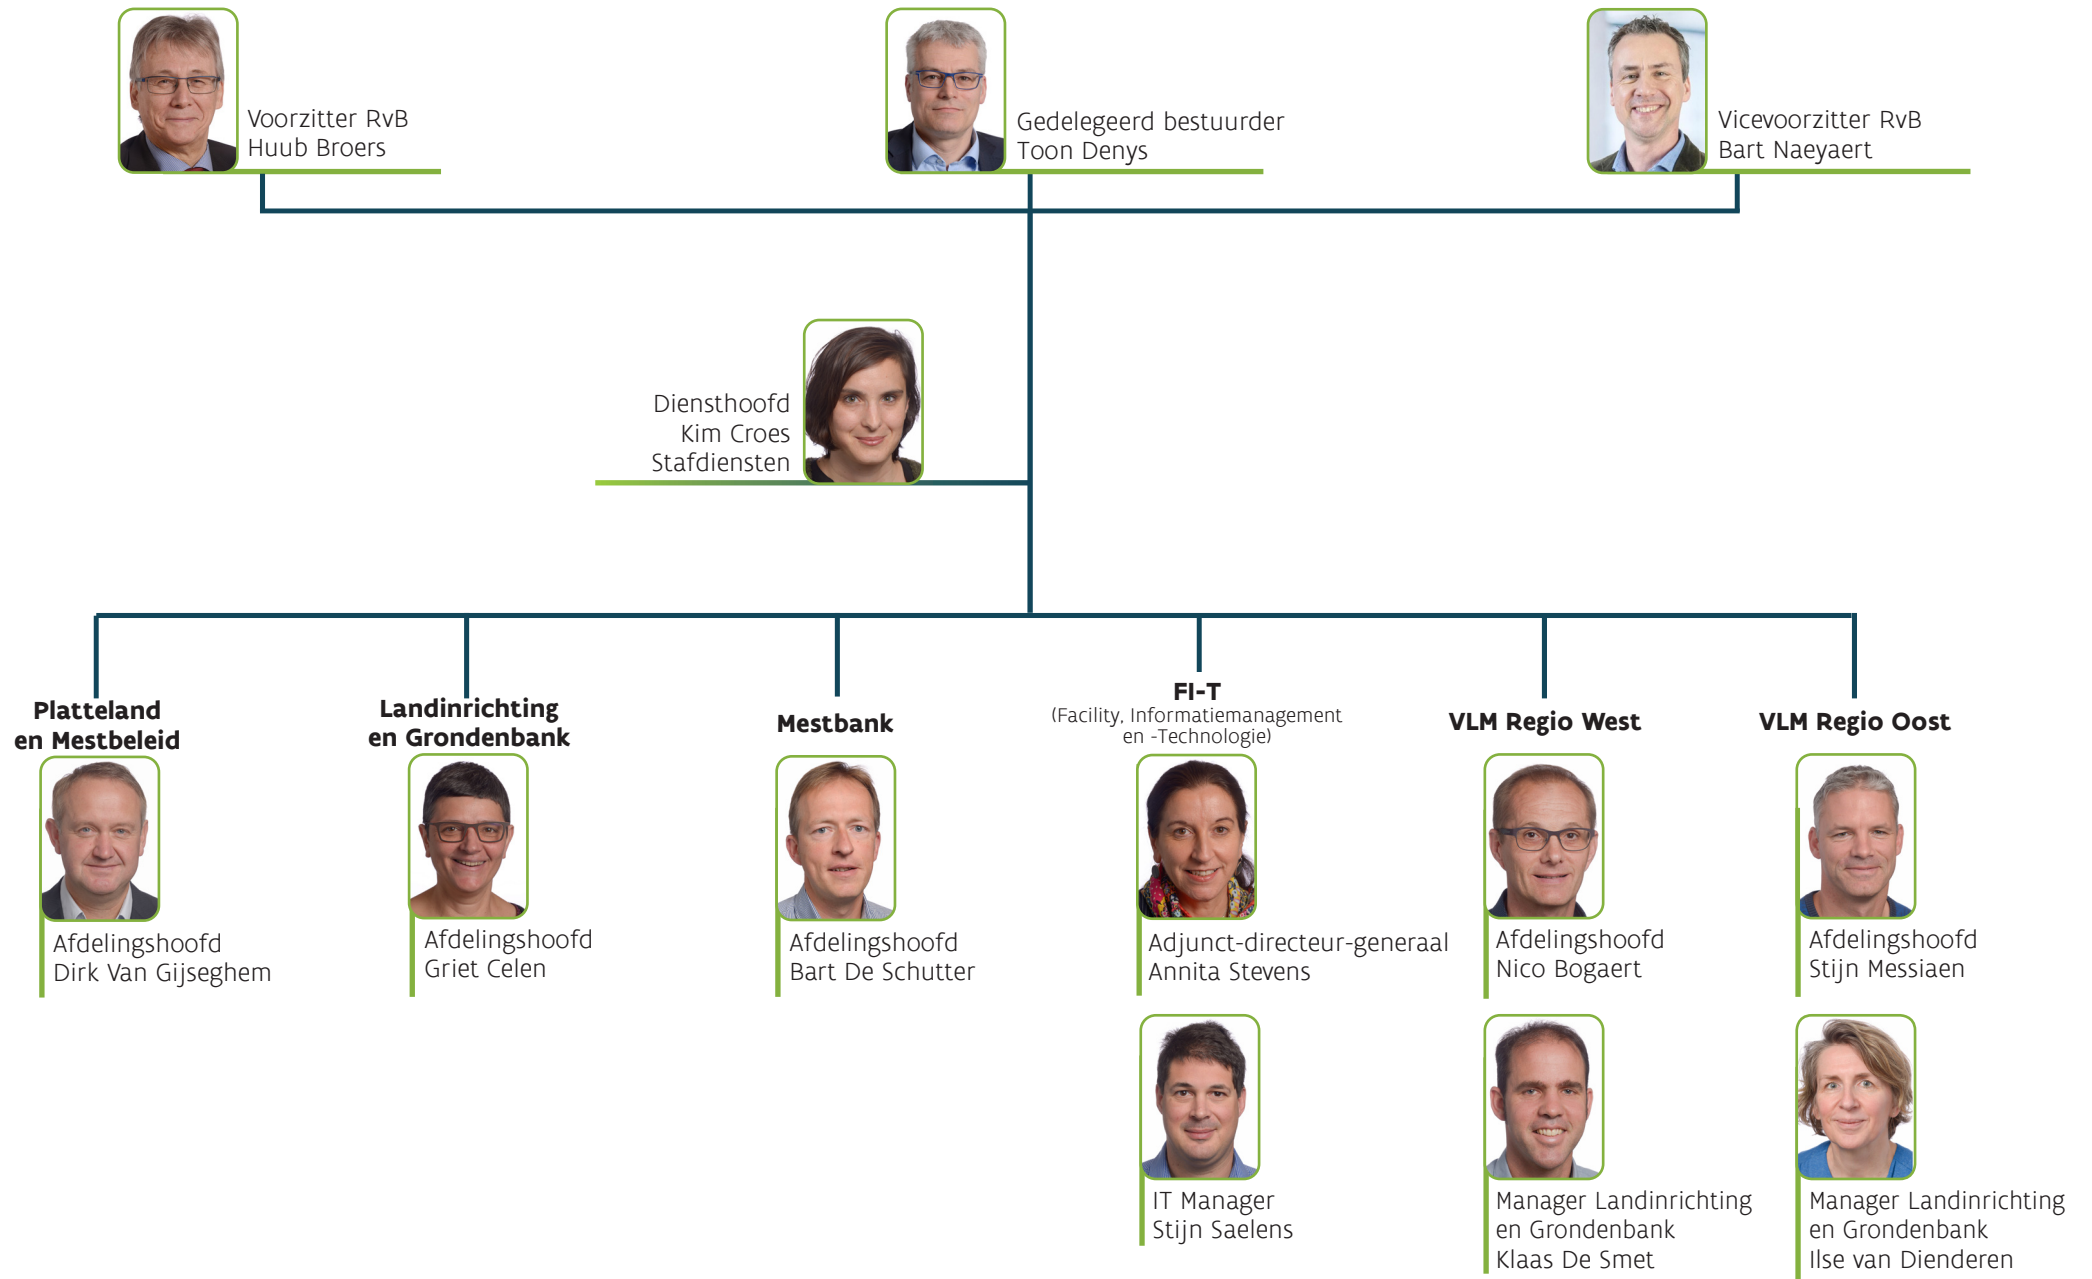 Voorzitter RvB
Huub Broers
Gedelegeerd bestuurder
Toon Denys
Vicevoorzitter RvB
Bart Naeyaert
Diensthoofd
Kim Croes
Stafdiensten
Platteland
en Mestbeleid
Afdelingshoofd
Dirk Van Gijseghem
Landinrichting
en Grondenbank
Afdelingshoofd
Griet Celen
Mestbank
Afdelingshoofd
Bart De Schutter
FI-T
(Facility, Informatiemanagement
en -Technologie)
Adjunct-directeur-generaal
Annita Stevens
IT Manager
Stijn Saelens
VLM Regio West
Afdelingshoofd
Nico Bogaert
Manager Landinrichting
en Grondenbank
Klaas De Smet
VLM Regio Oost
Afdelingshoofd
Stijn Messiaen
Manager Landinrichting
en Grondenbank
Ilse van Dienderen